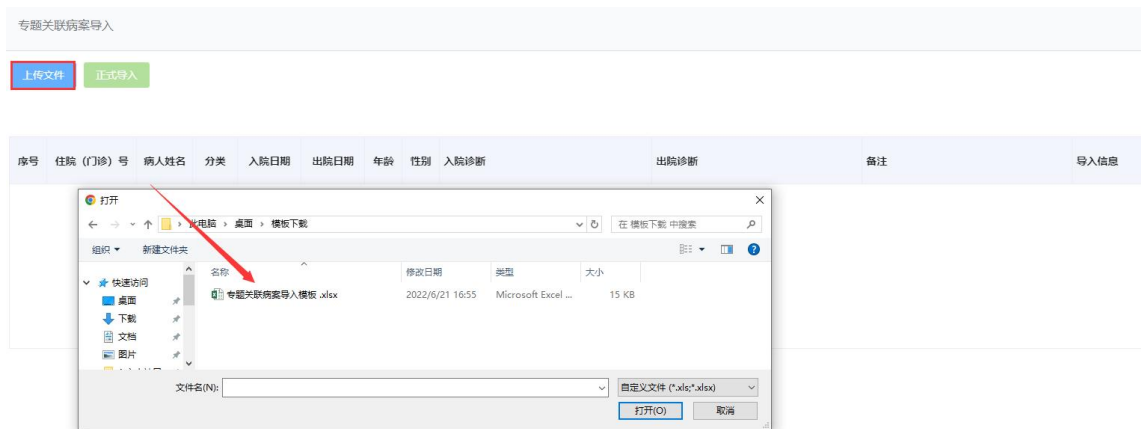 专题关联病案导入
上传文件 正式导入
序号 住院（门诊）号 病人姓名 分类 入院日期 出院日期 年龄 性别 入院诊断 出院诊断 备注 导入信息
打开
此电脑 › 桌面 › 模板下载 在 模板下载 中搜索
组织 新建文件夹
名称 修改日期 类型 大小
快速访问
专题关联病案导入模板 .xlsx 2022/6/21 16:55 Microsoft Excel ... 15 KB
桌面
下载
文档
图片
文件名(N): 自定义文件 (*.xls;*.xlsx)
打开(O) 取消